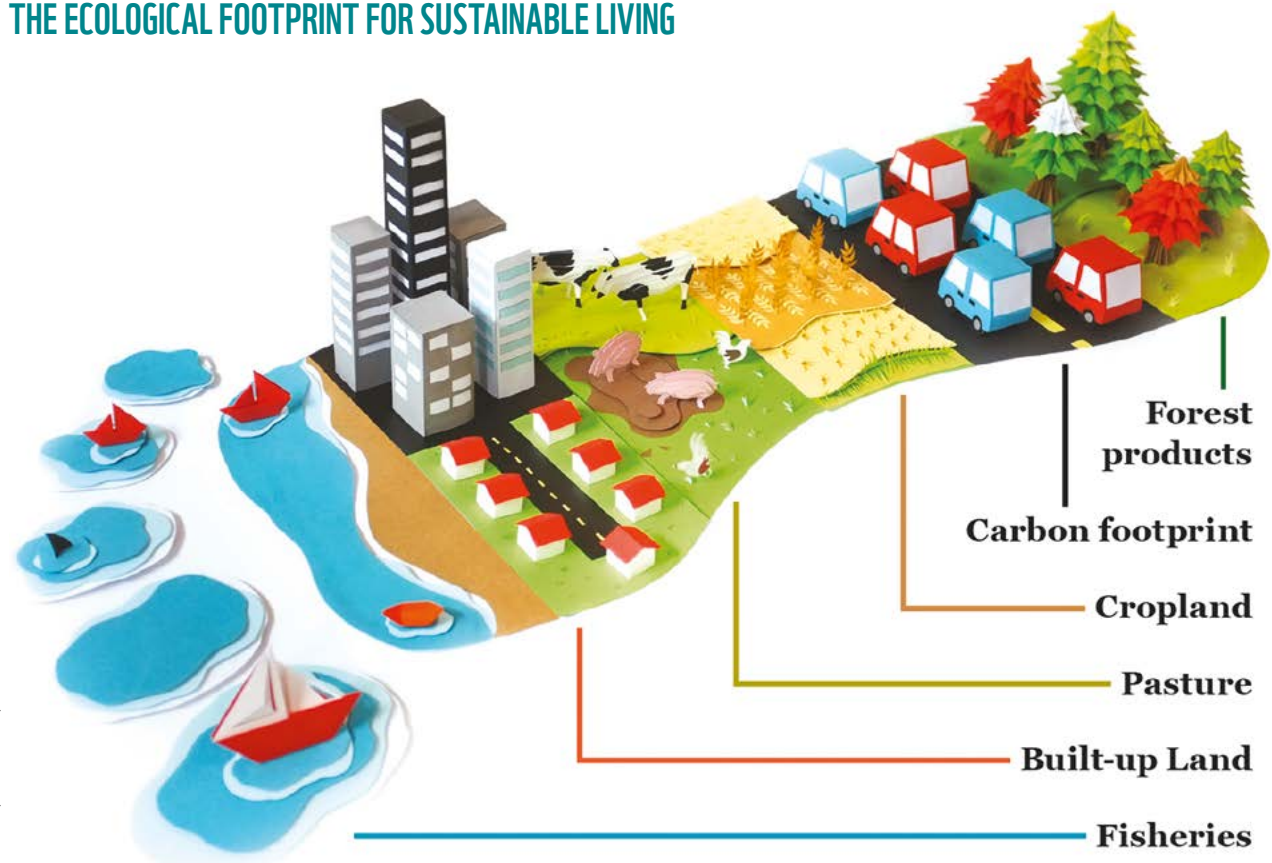 THE ECOLOGICAL FOOTPRINT FOR SUSTAINABLE LIVING
Forest
products
Carbon footprint
Cropland
Pasture
Built-up Land
Fisheries